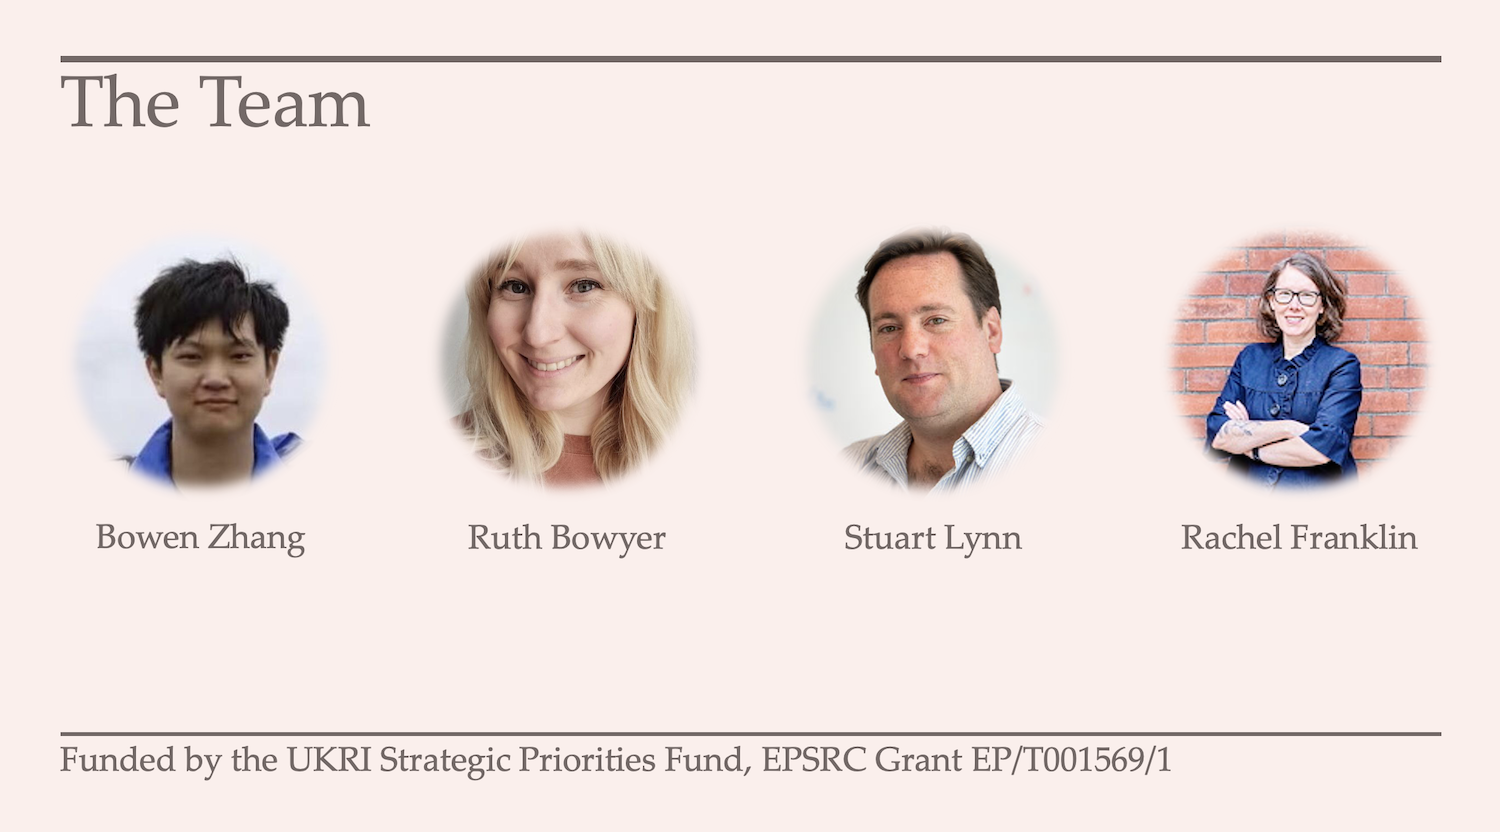 The Team
Bowen Zhang
Ruth Bowyer
Stuart Lynn
Rachel Franklin
Funded by the UKRI Strategic Priorities Fund, EPSRC Grant EP/T001569/1